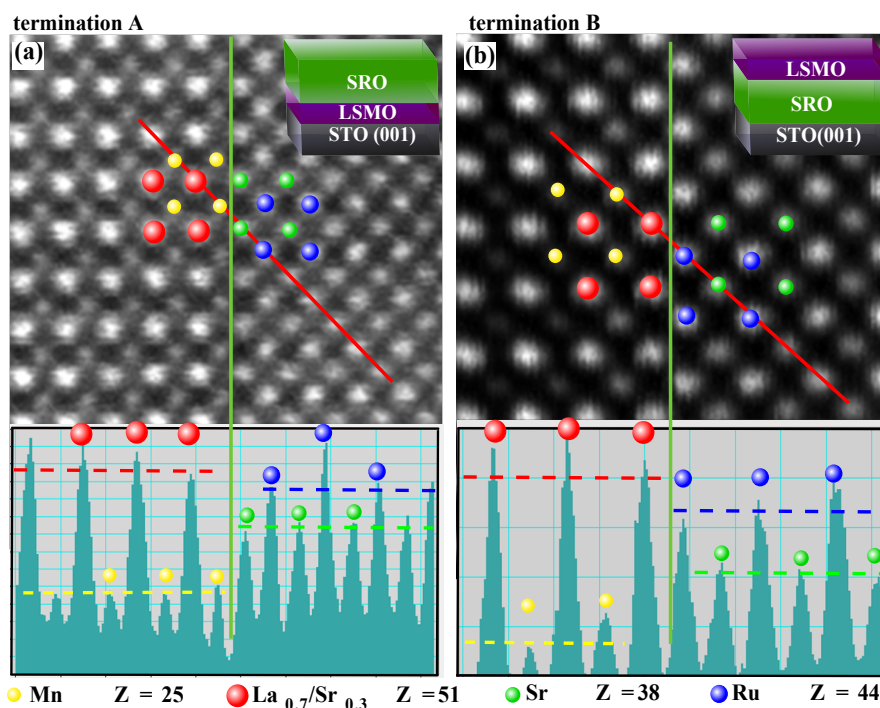 termination A
termination B
(a)
SRO
LSMO
STO (001)
(b)
LSMO
SRO
STO(001)
Mn Z = 25 La 0.7/Sr 0.3 Z =51 Sr Z =38 Ru Z = 44